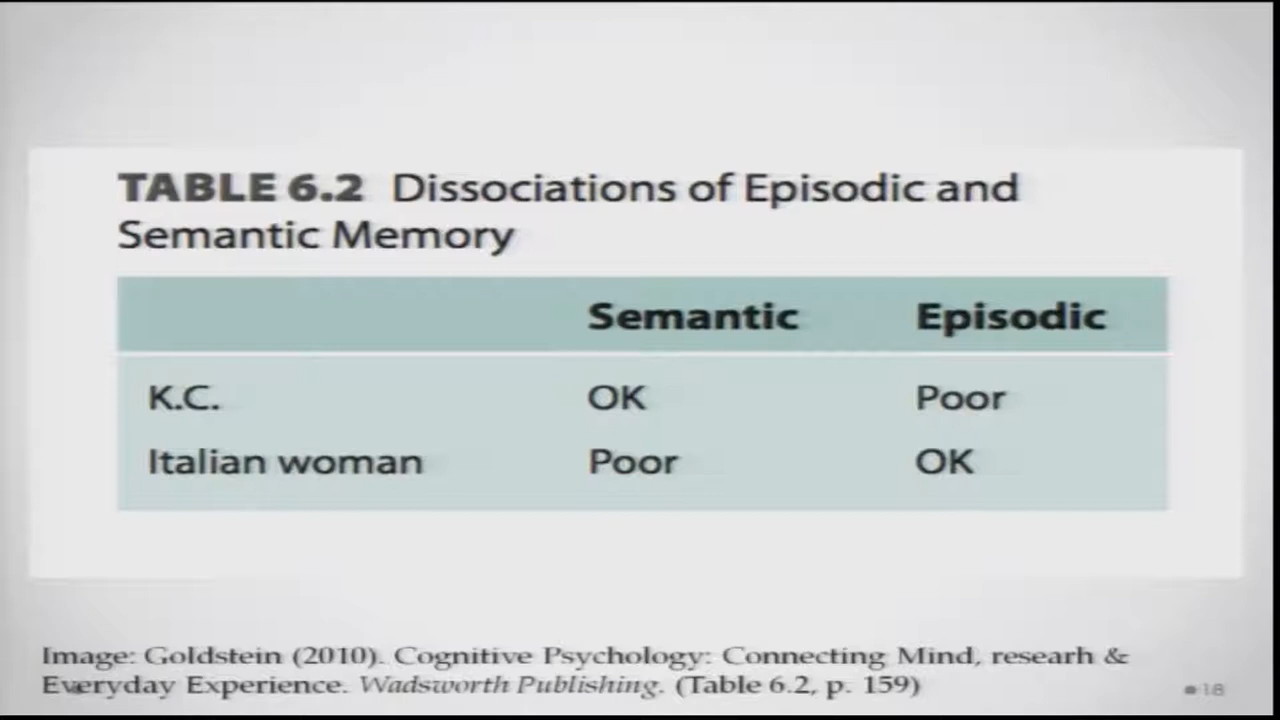 TABLE 6.2 Dissociations of Episodic and
Semantic Memory
Semantic Episodic
K.C. OK Poor
Italian woman Poor OK
Image: Goldstein (2010). Cognitive Psychology: Connecting Mind, researh &
Everyday Experience. Wadsworth Publishing. (Table 6.2, p. 159)
18